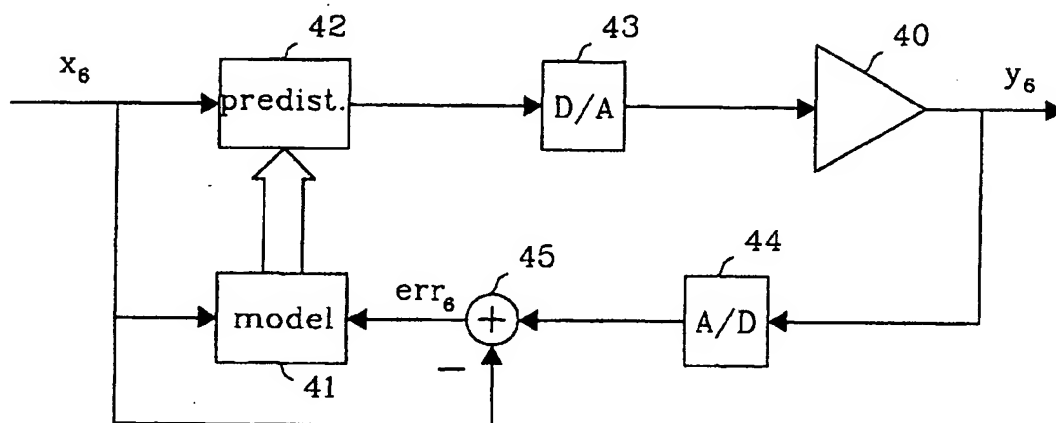 42
43
40
x₆
predist.
D/A
y₆
45
44
err₆
model
+
A/D
41
−